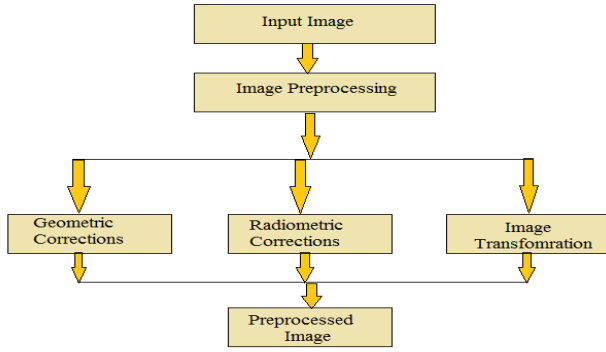 Input Image
Image Preprocessing
Geometric
Corrections
Radiometric
Corrections
Image
Transfomration
Preprocessed
Image